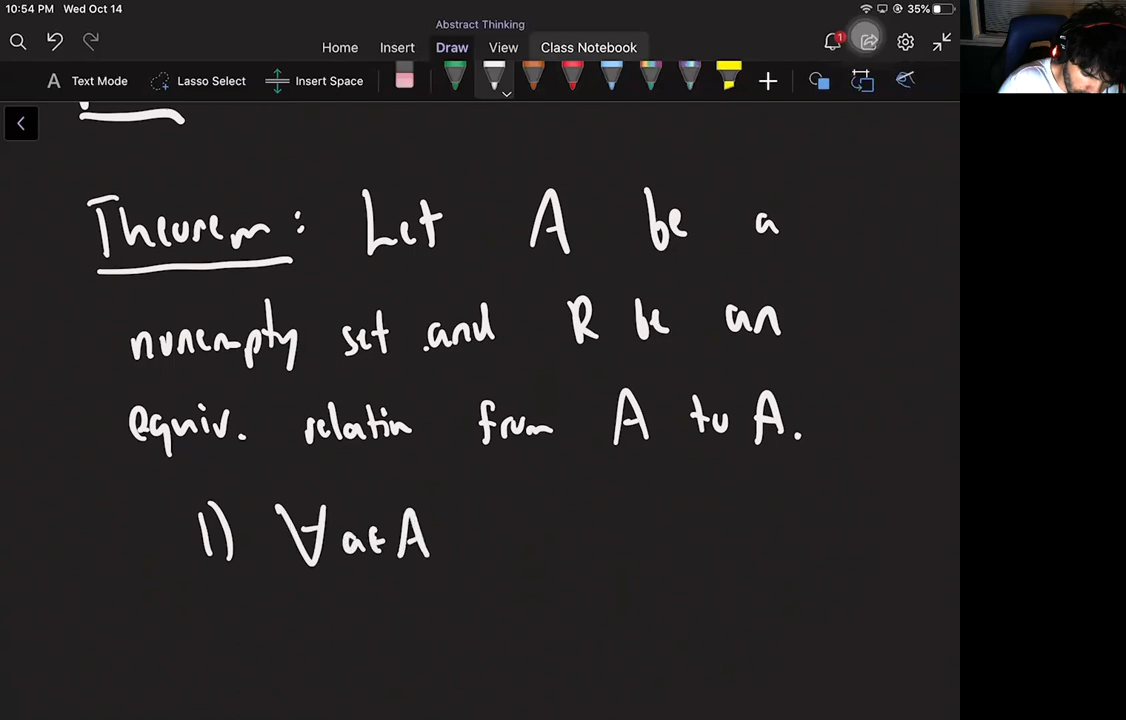 10:54 PM Wed Oct 14
35%
Abstract Thinking
Home Insert Draw View Class Notebook
1
A Text Mode Lasso Select Insert Space
Theorem: Let A be a
nonempty set and R be an
equiv. relation from A to A.
1) ∀ a∈A